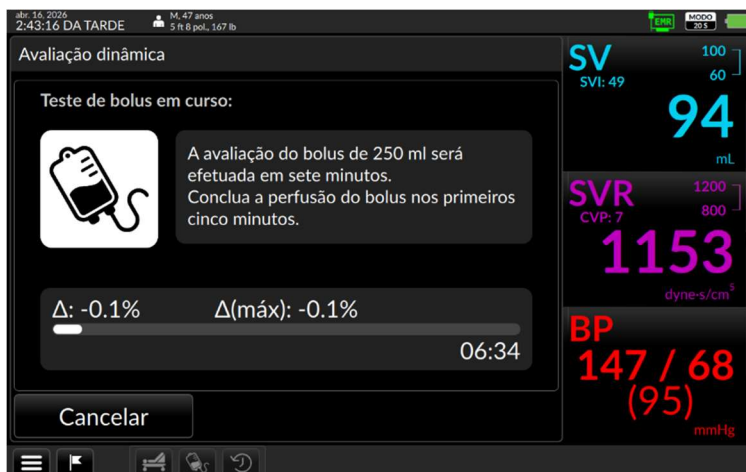 abr. 16, 2026
2:43:16 DA TARDE
M, 47 anos
5 ft 8 pol., 167 lb
EMR
MODO
20 S
Avaliação dinâmica
Teste de bolus em curso:
A avaliação do bolus de 250 ml será
efetuada em sete minutos.
Conclua a perfusão do bolus nos primeiros
cinco minutos.
Δ: -0.1%
Δ(máx): -0.1%
06:34
Cancelar
SV
100
SVI: 49
60
94
mL
SVR
1200
CVP: 7
800
1153
dyne-s/cm⁵
BP
147 / 68
(95)
mmHg